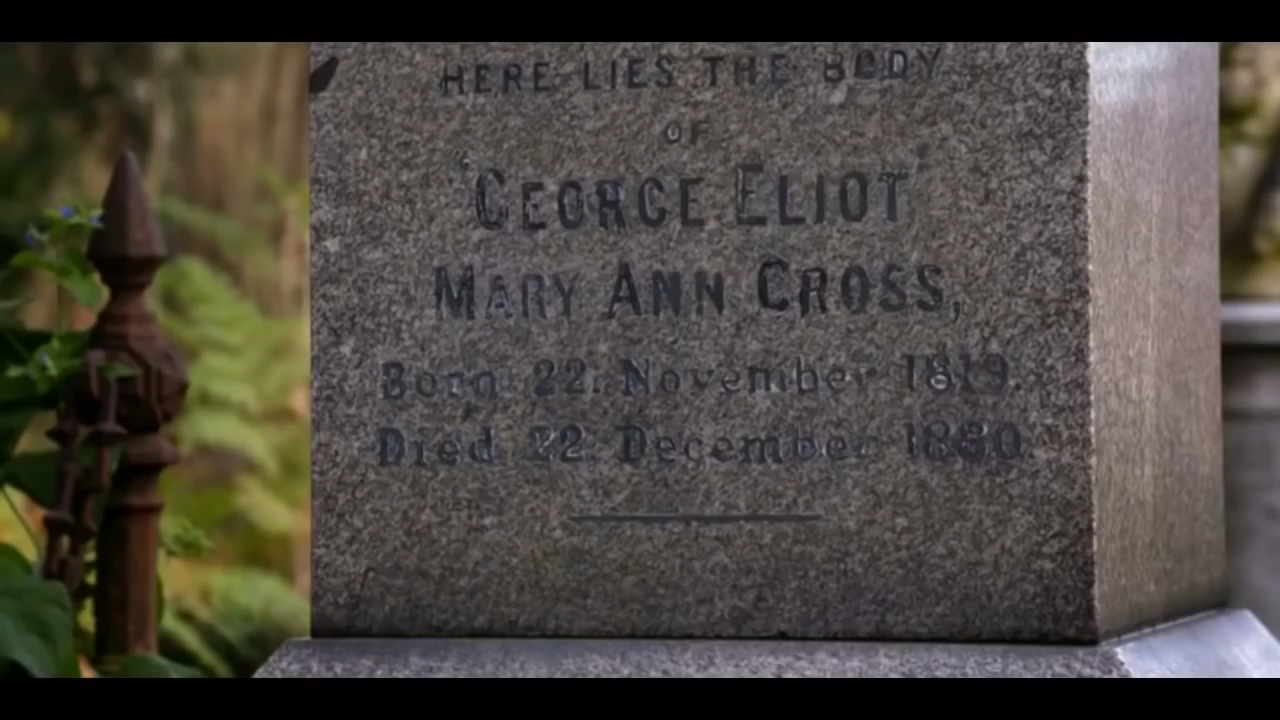 HERE LIES THE BODY
OF
'GEORGE ELIOT'
MARY ANN CROSS,
Born 22. November 1819.
Died 22 December 1880.